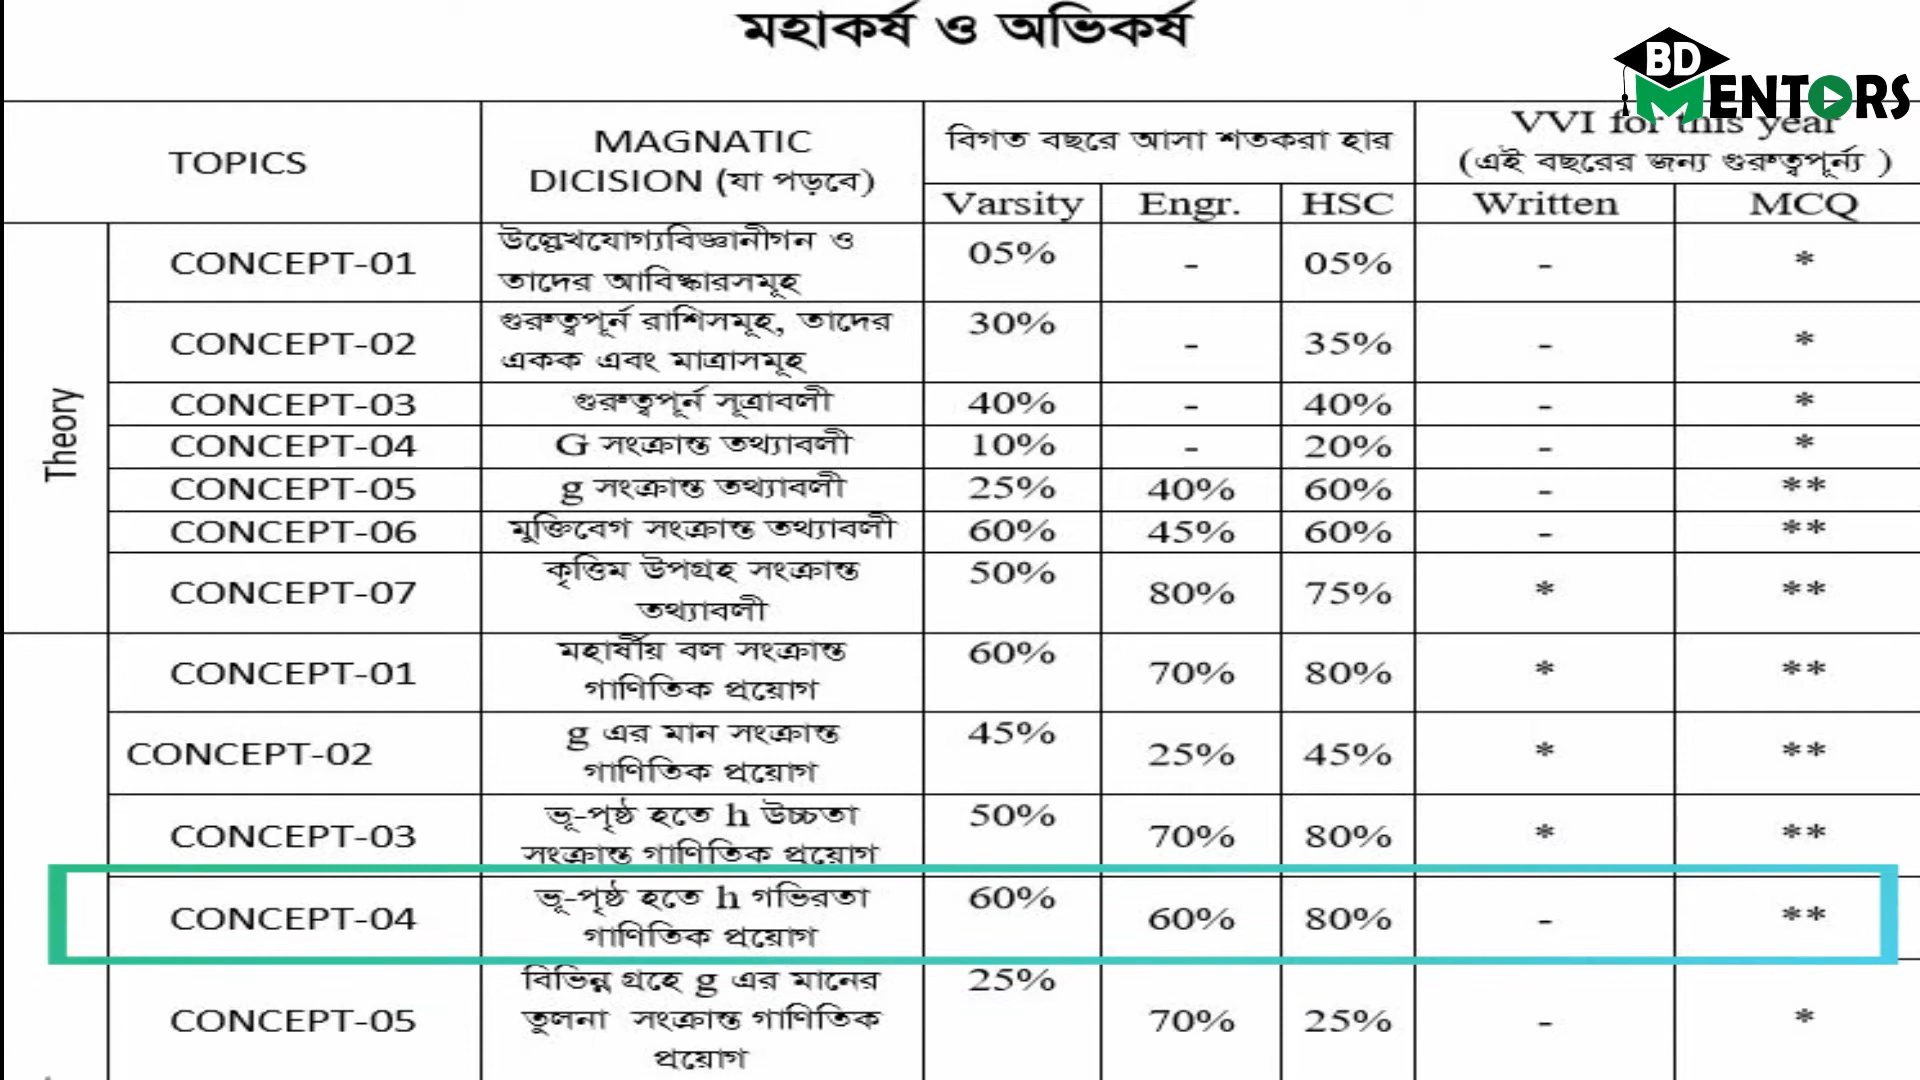 মহাকর্ষ ও অভিকর্ষ
BD
MENTORS
TOPICS
MAGNATIC
DICISION (যা পড়বে)
বিগত বছরে আসা শতকরা হার
VVI for this year
(এই বছরের জন্য গুরুত্বপূর্ন্য )
Varsity Engr. HSC Written MCQ
Theory
CONCEPT-01
উল্লেখযোগ্যবিজ্ঞানীগন ও
তাদের আবিষ্কারসমূহ
05% - 05% - *
CONCEPT-02
গুরুত্বপূর্ন রাশিসমূহ, তাদের
একক এবং মাত্রাসমূহ
30% - 35% - *
CONCEPT-03 গুরুত্বপূর্ন সূত্রাবলী 40% - 40% - *
CONCEPT-04 G সংক্রান্ত তথ্যাবলী 10% - 20% - *
CONCEPT-05 g সংক্রান্ত তথ্যাবলী 25% 40% 60% - **
CONCEPT-06 মুক্তিবেগ সংক্রান্ত তথ্যাবলী 60% 45% 60% - **
CONCEPT-07
কৃত্তিম উপগ্রহ সংক্রান্ত
তথ্যাবলী
50% 80% 75% * **
CONCEPT-01
মহার্ষীয় বল সংক্রান্ত
গাণিতিক প্রয়োগ
60% 70% 80% * **
CONCEPT-02
g এর মান সংক্রান্ত
গাণিতিক প্রয়োগ
45% 25% 45% * **
CONCEPT-03
ভূ-পৃষ্ঠ হতে h উচ্চতা
সংক্রান্ত গাণিতিক প্রয়োগ
50% 70% 80% * **
CONCEPT-04
ভূ-পৃষ্ঠ হতে h গভিরতা
গাণিতিক প্রয়োগ
60% 60% 80% - **
CONCEPT-05
বিভিন্ন গ্রহে g এর মানের
তুলনা সংক্রান্ত গাণিতিক
প্রয়োগ
25% 70% 25% - *